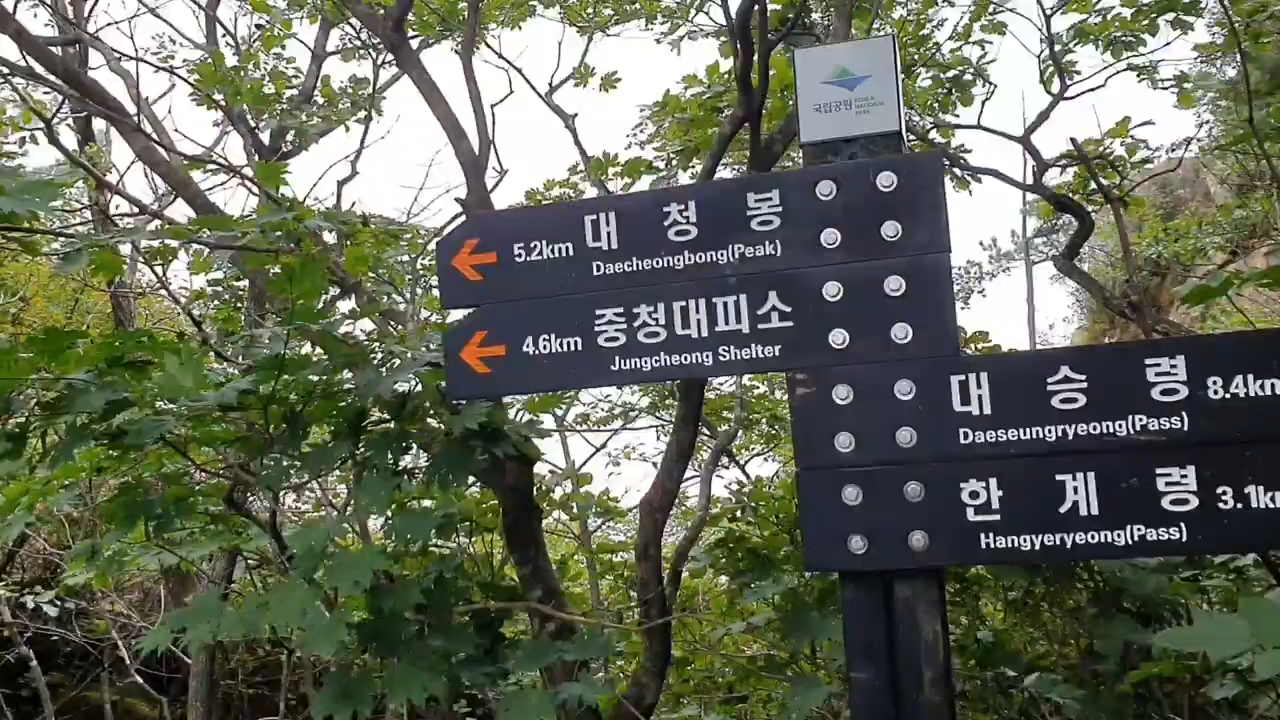 국립공원 KOREA NATIONAL PARK
5.2km 대청봉
Daecheongbong(Peak)
4.6km 중청대피소
Jungcheong Shelter
대승령 8.4km
Daeseungryeong(Pass)
한계령 3.1km
Hangyeryeong(Pass)